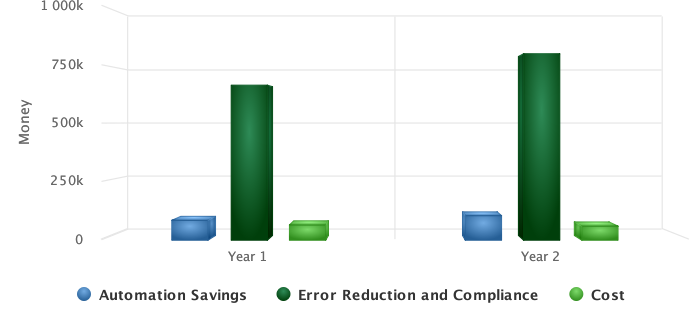 1 000k
750k
500k
250k
0
Money
Year 1
Year 2
Automation Savings
Error Reduction and Compliance
Cost